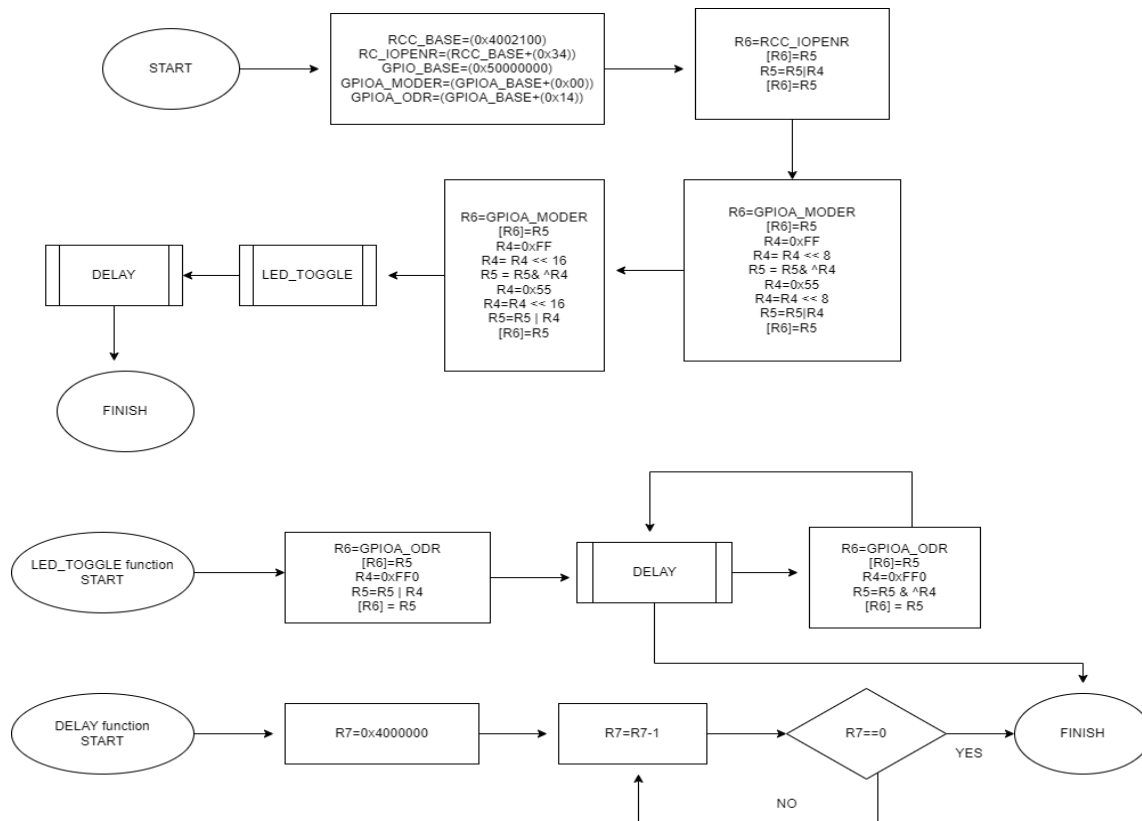 START
RCC_BASE=(0x4002100)
RC_IOPENR=(RCC_BASE+(0x34))
GPIO_BASE=(0x50000000)
GPIOA_MODER=(GPIOA_BASE+(0x00))
GPIOA_ODR=(GPIOA_BASE+(0x14))
R6=RCC_IOPENR
[R6]=R5
R5=R5|R4
[R6]=R5
R6=GPIOA_MODER
[R6]=R5
R4=0xFF
R4= R4 << 8
R5 = R5& ^R4
R4=0x55
R4=R4 << 8
R5=R5|R4
[R6]=R5
R6=GPIOA_MODER
[R6]=R5
R4=0xFF
R4= R4 << 16
R5 = R5& ^R4
R4=0x55
R4=R4 << 16
R5=R5 | R4
[R6]=R5
LED_TOGGLE
DELAY
FINISH
LED_TOGGLE function
START
R6=GPIOA_ODR
[R6]=R5
R4=0xFF0
R5=R5 | R4
[R6] = R5
DELAY
R6=GPIOA_ODR
[R6]=R5
R4=0xFF0
R5=R5 & ^R4
[R6] = R5
DELAY function
START
R7=0x4000000
R7=R7-1
R7==0
YES
FINISH
NO